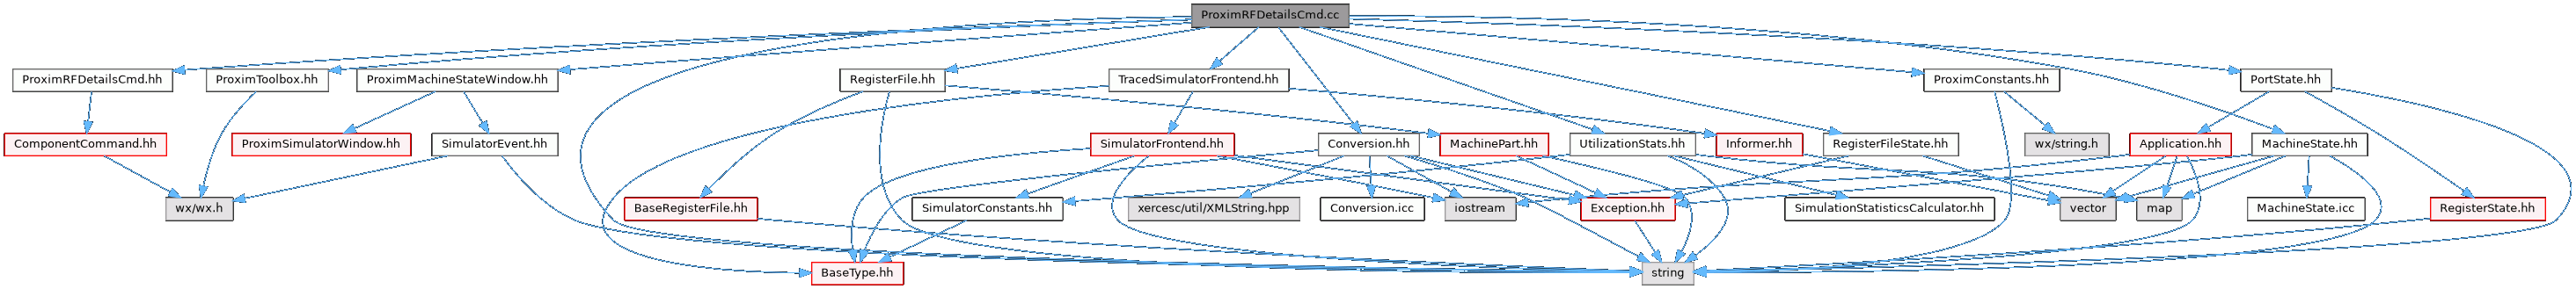 ProximRFDetailsCmd.cc
ProximRFDetailsCmd.hh
ProximToolbox.hh
ProximMachineStateWindow.hh
RegisterFile.hh
TracedSimulatorFrontend.hh
ProximConstants.hh
PortState.hh
ComponentCommand.hh
ProximSimulatorWindow.hh
SimulatorEvent.hh
SimulatorFrontend.hh
Conversion.hh
MachinePart.hh
UtilizationStats.hh
Informer.hh
RegisterFileState.hh
wx/string.h
Application.hh
MachineState.hh
wx/wx.h
BaseRegisterFile.hh
SimulatorConstants.hh
xercesc/util/XMLString.hpp
Conversion.icc
iostream
Exception.hh
SimulationStatisticsCalculator.hh
vector
map
MachineState.icc
RegisterState.hh
BaseType.hh
string